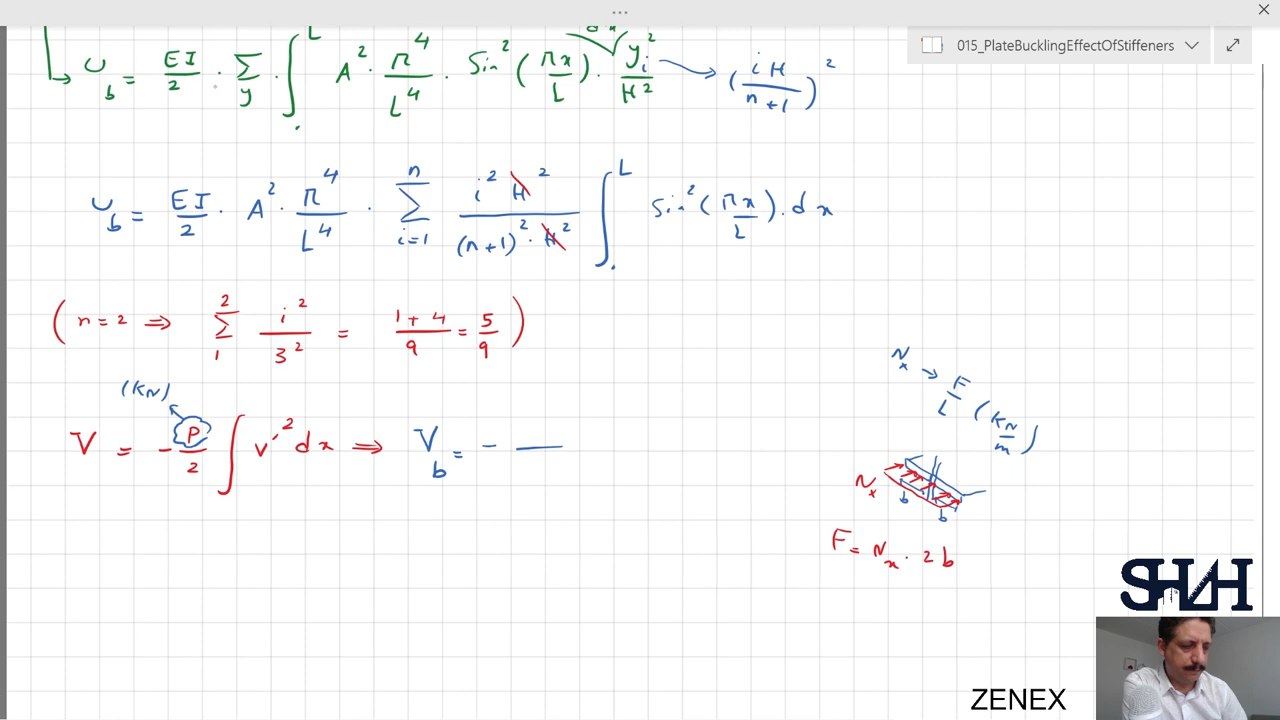 015_PlateBucklingEffectOfStiffeners
U_b = EI/2 · Σ_y · ∫_0^L A² · π⁴/L⁴ · Sin²(πx/L) · y_i²/H² → (iH/(n+1))²
U_b = EI/2 · A² · π⁴/L⁴ · Σ_{i=1}^n i² H² / (n+1)² · H² ∫_0^L Sin²(πx/L) · dx
(n = 2 ⇒ Σ_1^2 i²/3² = 1+4/9 = 5/9)
(KN)
V = - P/2 ∫ v'² dx ⇒ V_b = -
N_x → F/L (KN/m)
N_x
b
b
F = N_x · 2b
SHLH
ZENEX